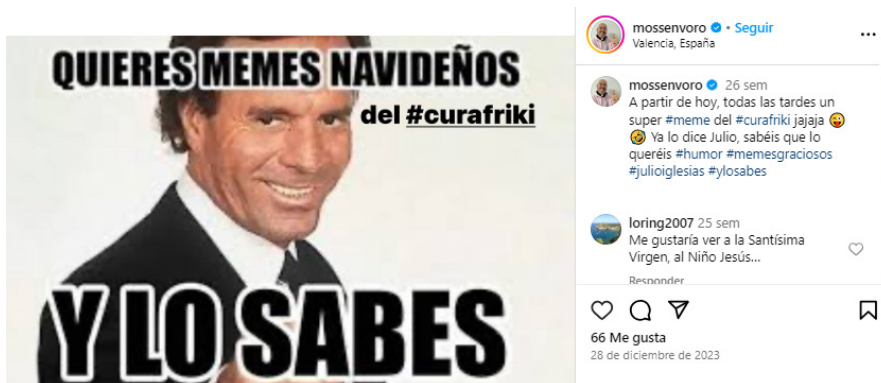 QUIERES MEMES NAVIDEÑOS
del #curafriki
Y LO SABES
mossenvoro • Seguir
Valencia, España
mossenvoro 26 sem
A partir de hoy, todas las tardes un
super #meme del #curafriki jajaja 😜
🤣 Ya lo dice Julio, sabéis que lo
queréis #humor #memesgraciosos
#julioiglesias #ylosabes
loring2007 25 sem
Me gustaría ver a la Santísima
Virgen, al Niño Jesús...
Responder
66 Me gusta
28 de diciembre de 2023